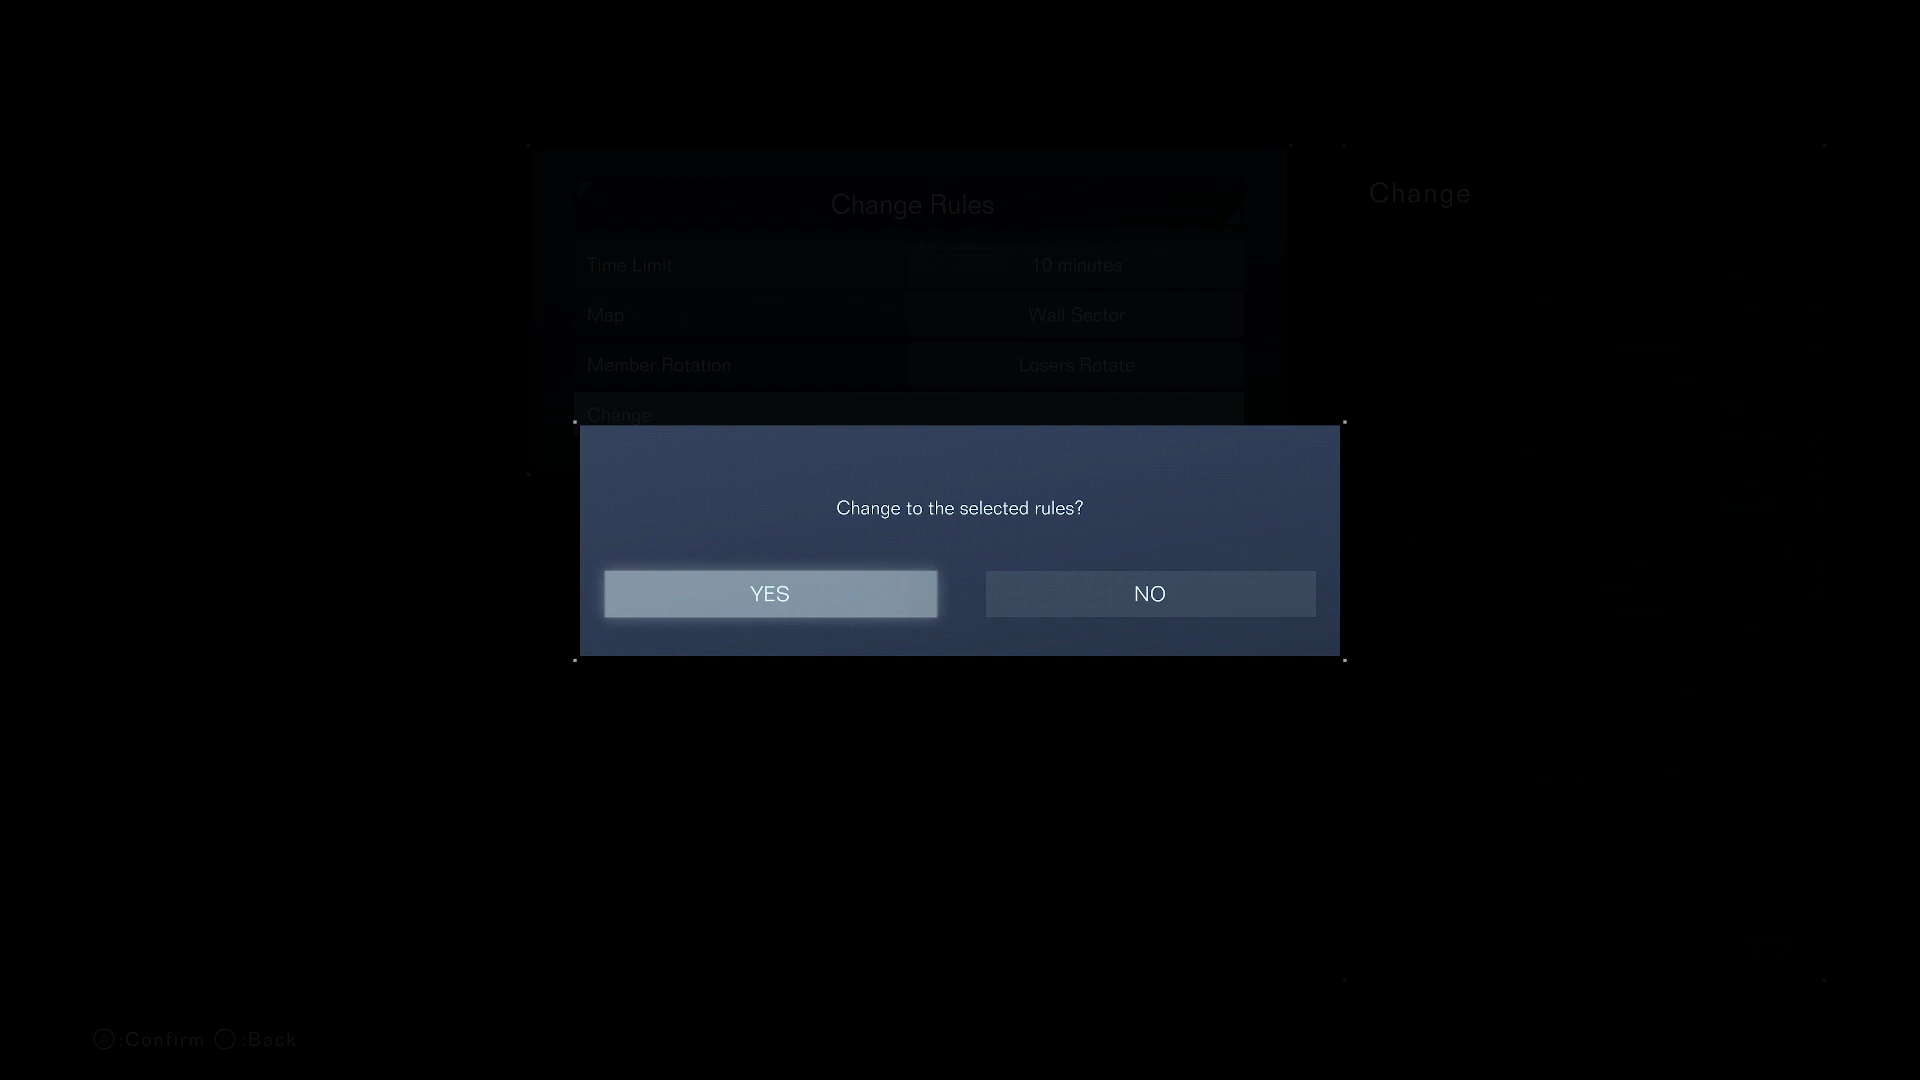 Change Rules
Change
Time Limit 10 minutes
Map Wall Sector
Member Rotation Losers Rotate
Change
Change to the selected rules?
YES NO
A:Confirm :Back